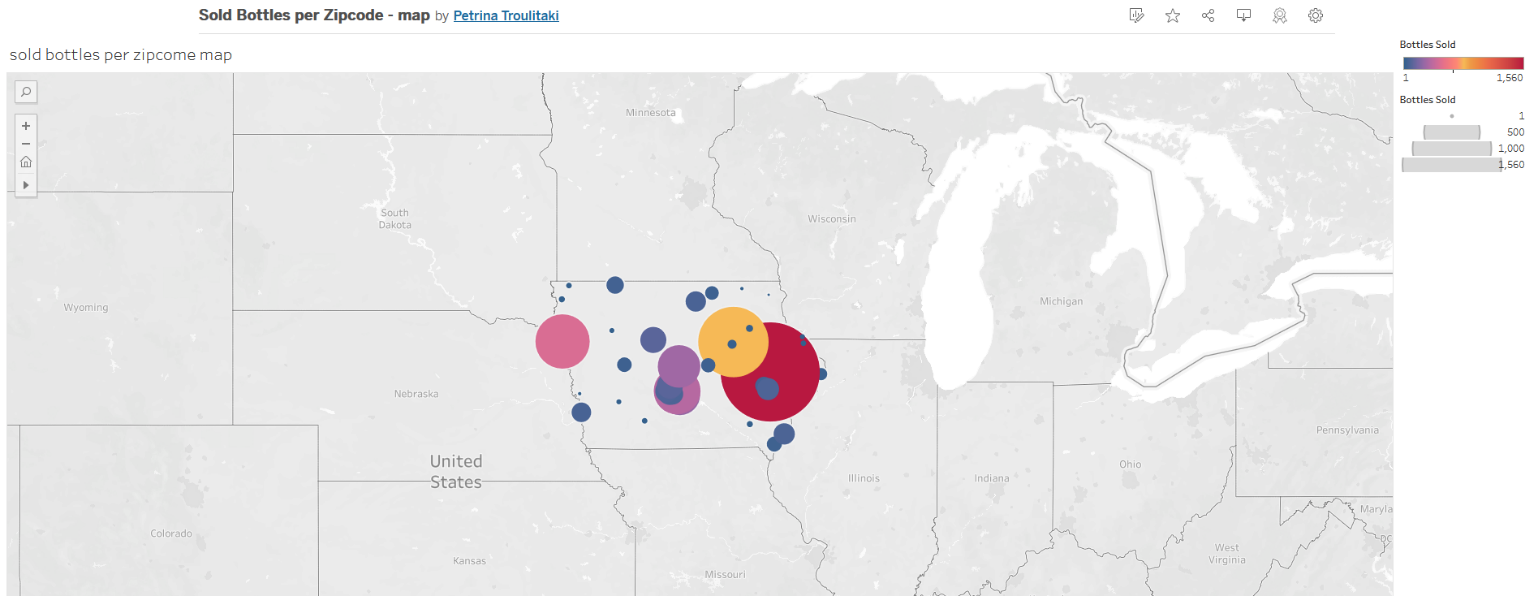 Sold Bottles per Zipcode - map by Petrina Troulitaki
sold bottles per zipcome map
Bottles Sold
1 1,560
Bottles Sold
1
500
1,000
1,560
Minnesota
South
Dakota
Wisconsin
Wyoming
Michigan
Nebraska
Pennsylvania
United
States
Illinois
Indiana
Ohio
Colorado
Maryla
DC
West
Virginia
Kansas
Missouri